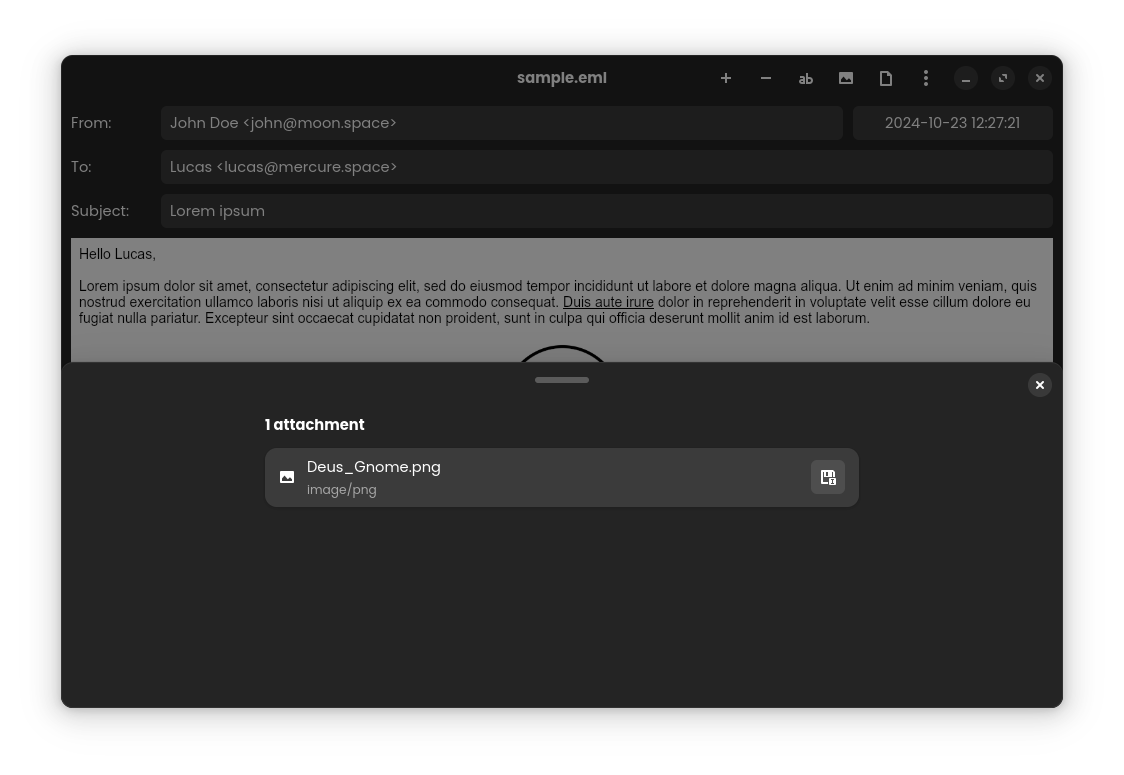 sample.eml
ab
From: John Doe <john@moon.space> 2024-10-23 12:27:21
To: Lucas <lucas@mercure.space>
Subject: Lorem ipsum
Hello Lucas,
Lorem ipsum dolor sit amet, consectetur adipiscing elit, sed do eiusmod tempor incididunt ut labore et dolore magna aliqua. Ut enim ad minim veniam, quis
nostrud exercitation ullamco laboris nisi ut aliquip ex ea commodo consequat. Duis aute irure dolor in reprehenderit in voluptate velit esse cillum dolore eu
fugiat nulla pariatur. Excepteur sint occaecat cupidatat non proident, sunt in culpa qui officia deserunt mollit anim id est laborum.
1 attachment
Deus_Gnome.png
image/png